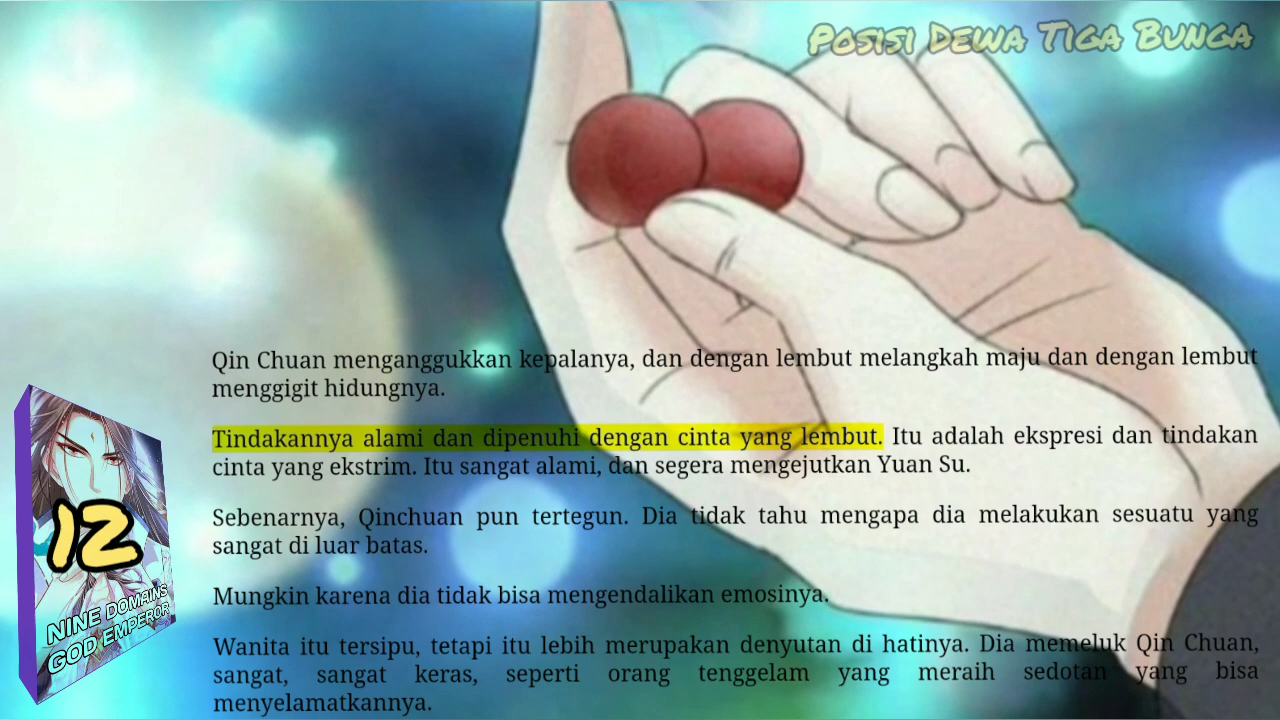 Posisi Dewa Tiga Bunga
Qin Chuan menganggukkan kepalanya, dan dengan lembut melangkah maju dan dengan lembut
menggigit hidungnya.
Tindakannya alami dan dipenuhi dengan cinta yang lembut. Itu adalah ekspresi dan tindakan
cinta yang ekstrim. Itu sangat alami, dan segera mengejutkan Yuan Su.
Sebenarnya, Qinchuan pun tertegun. Dia tidak tahu mengapa dia melakukan sesuatu yang
sangat di luar batas.
Mungkin karena dia tidak bisa mengendalikan emosinya.
Wanita itu tersipu, tetapi itu lebih merupakan denyutan di hatinya. Dia memeluk Qin Chuan,
sangat, sangat keras, seperti orang tenggelam yang meraih sedotan yang bisa
menyelamatkannya.
12
NINE DOMAINS
GOD EMPEROR